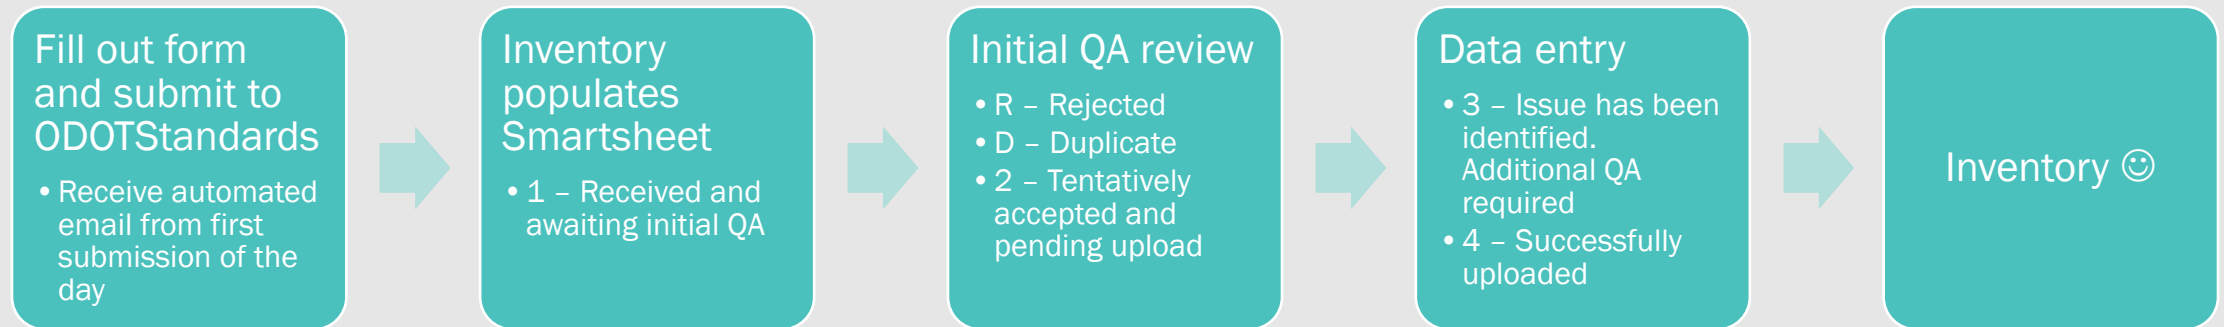 Fill out form
and submit to
ODOTStandards
• Receive automated
email from first
submission of the
day
Inventory
populates
Smartsheet
• 1 – Received and
awaiting initial QA
Initial QA review
• R – Rejected
• D – Duplicate
• 2 – Tentatively
accepted and
pending upload
Data entry
• 3 – Issue has been
identified.
Additional QA
required
• 4 – Successfully
uploaded
Inventory ☺